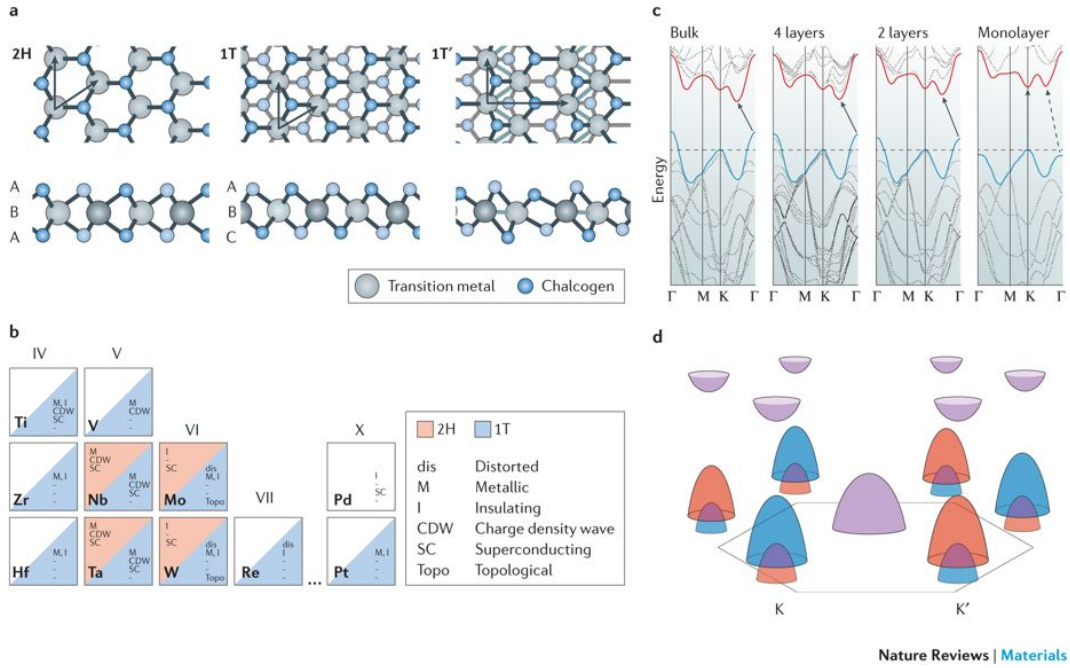 a
2H
1T
1T′
A
B
A
A
B
C
Transition metal
Chalcogen
b
IV
V
VI
VII
X
Ti
M, I
CDW
SC
-
V
M
CDW
-
-
Zr
M, I
-
-
-
M
CDW
SC
Nb
M
CDW
SC
-
I
-
SC
Mo
dis
M, I
-
-
Topo
Pd
I
-
SC
-
Hf
M, I
-
-
-
M
CDW
SC
Ta
M
CDW
SC
-
I
-
SC
W
dis
M, I
-
-
Topo
Re
dis
I
-
-
-
...
Pt
M, I
-
-
-
2H
1T
dis Distorted
M Metallic
I Insulating
CDW Charge density wave
SC Superconducting
Topo Topological
c
Bulk
4 layers
2 layers
Monolayer
Energy
Γ M K Γ
Γ M K Γ
Γ M K Γ
Γ M K Γ
d
K
K′
Nature Reviews | Materials